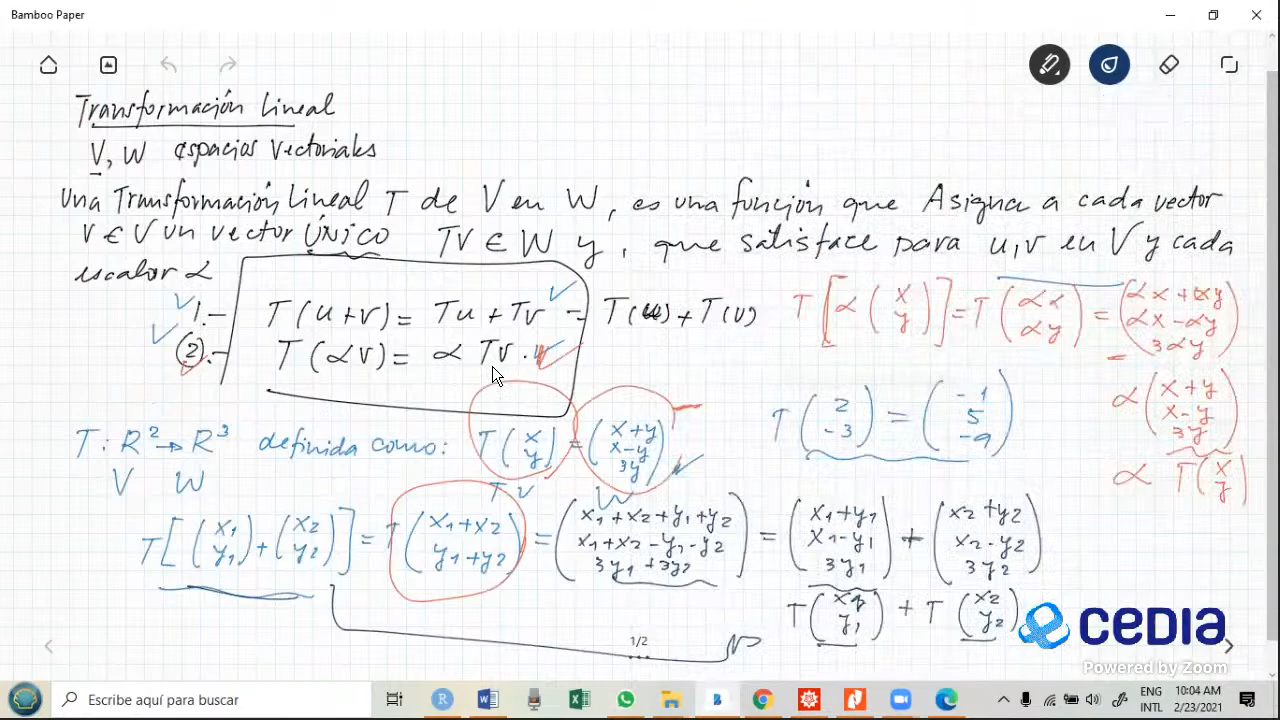 Bamboo Paper
Transformación Lineal
V, W espacios vectoriales
Una Transformación Lineal T de V en W, es una función que Asigna a cada vector
V ∈ V un vector ÚNICO TV ∈ W y, que satisface para u,v en V y cada
escalor α
1.- T(u+v) = Tu + Tv = T(u) + T(v)
2.- T(αv) = α Tv.
T[α(x y)] = T(αx αy) = (αx+αy αx-αy 3αy)
α(x+y x-y 3y)
α T(x y)
T(2 -3) = (-1 5 -9)
T: R² → R³ definida como: T(x y) = (x+y x-y 3y)
V W T v W
T[(x1 y1) + (x2 y2)] = T(x1+x2 y1+y2) = (x1+x2+y1+y2 x1+x2-y1-y2 3y1+3y2) = (x1+y1 x1-y1 3y1) + (x2+y2 x2-y2 3y2)
T(x1 y1) + T(x2 y2)
1/2
cedia
Powered by Zoom
Escribe aquí para buscar
ENG
INTL
10:04 AM
2/23/2021